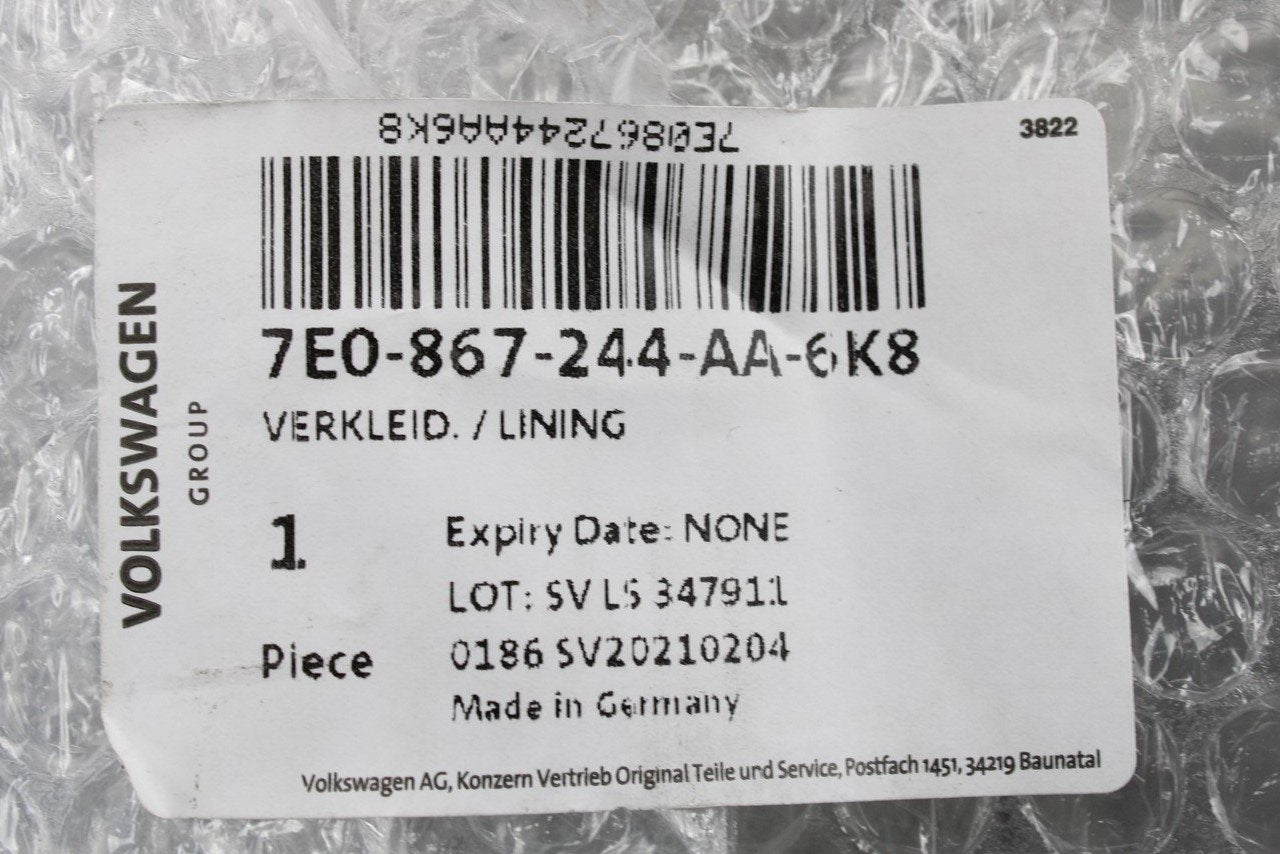 7E0867244AA6K8
3822
7E0-867-244-AA-6K8
VERKLEID. / LINING
VOLKSWAGEN
GROUP
1
Piece
Expiry Date: NONE
LOT: SV LS 347911
0186 SV20210204
Made in Germany
Volkswagen AG, Konzern Vertrieb Original Teile und Service, Postfach 1451, 34219 Baunatal